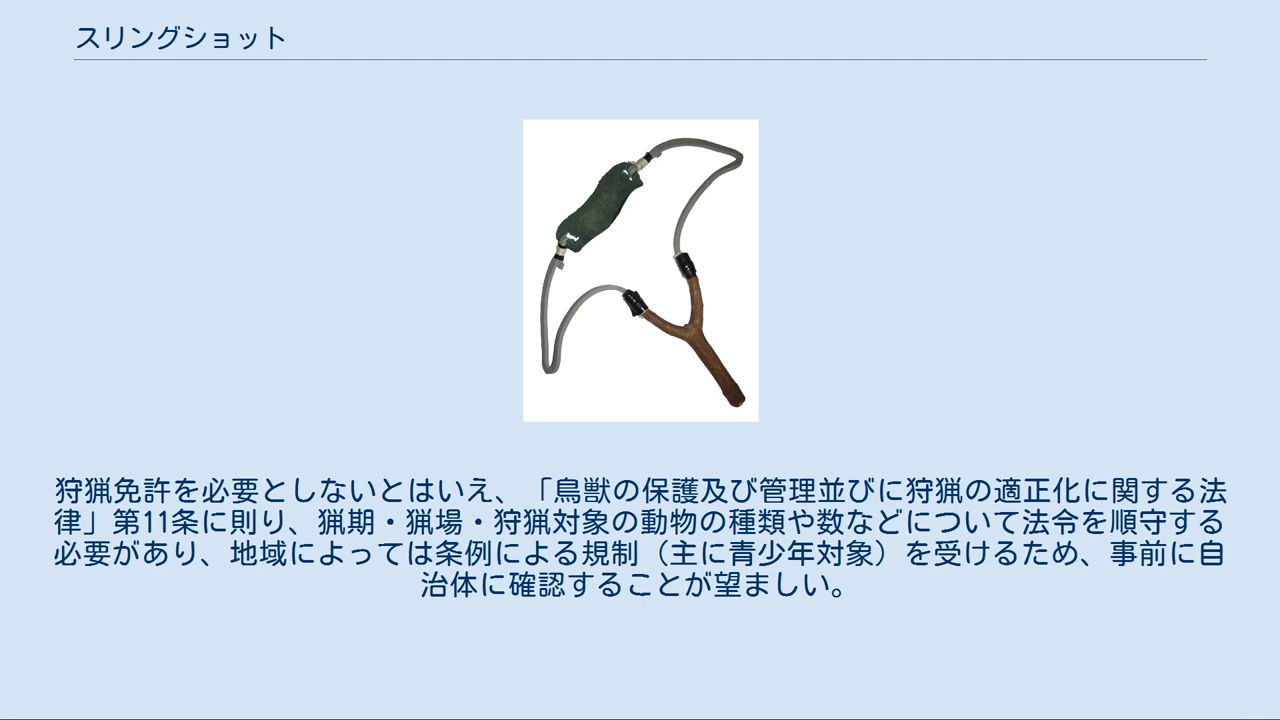 スリングショット
狩猟免許を必要としないとはいえ、「鳥獣の保護及び管理並びに狩猟の適正化に関する法
律」第11条に則り、猟期・猟場・狩猟対象の動物の種類や数などについて法令を順守する
必要があり、地域によっては条例による規制（主に青少年対象）を受けるため、事前に自
治体に確認することが望ましい。